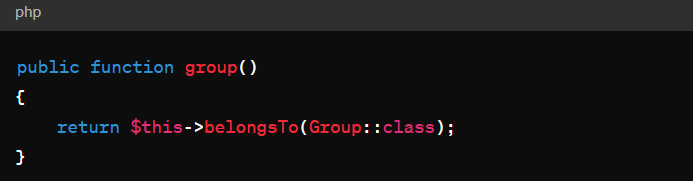 php
public function group()
{
    return $this->belongsTo(Group::class);
}